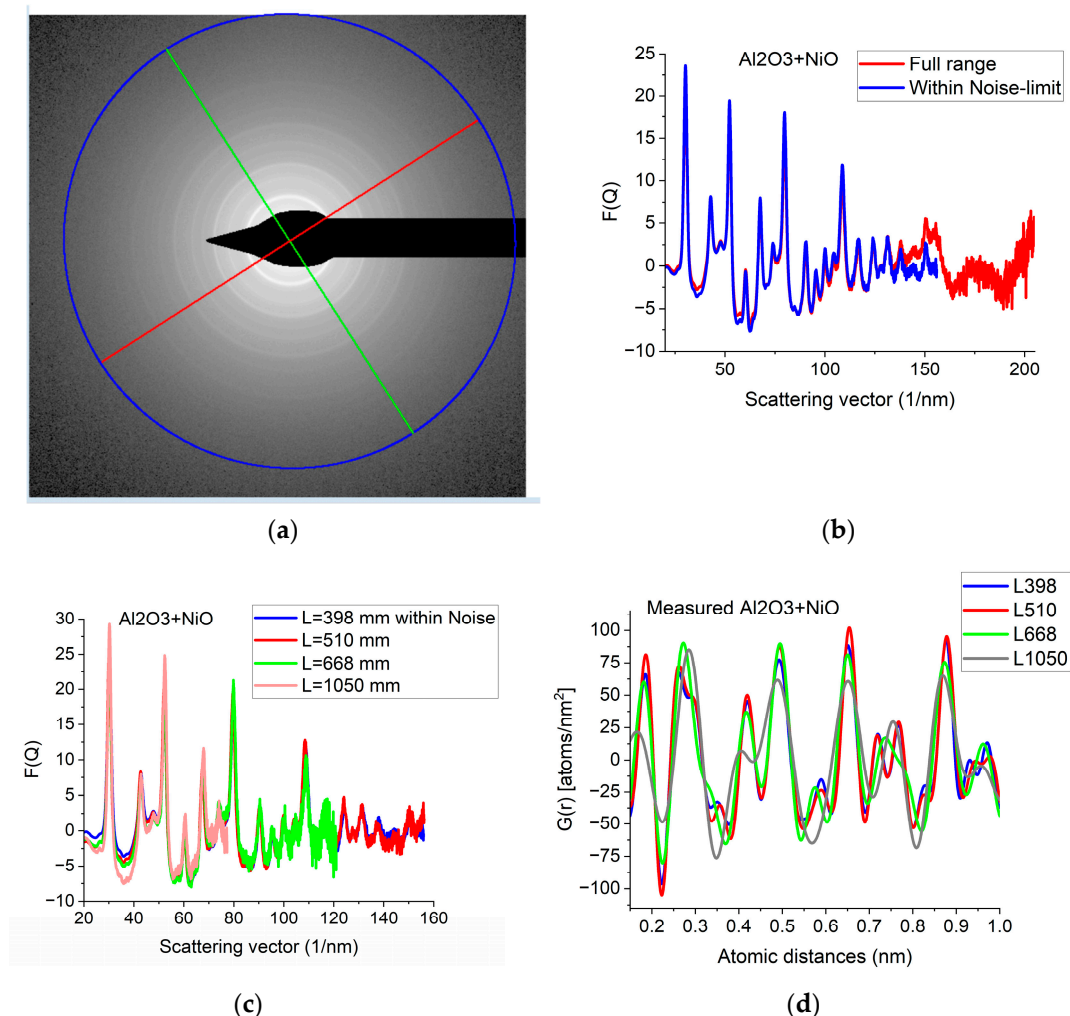 Al2O3+NiO
Full range
Within Noise-limit
25
20
15
10
5
0
−5
−10
F(Q)
50
100
150
200
Scattering vector (1/nm)
(a)
(b)
Al2O3+NiO
L=398 mm within Noise
L=510 mm
L=668 mm
L=1050 mm
30
25
20
15
10
5
0
−5
−10
F(Q)
20
40
60
80
100
120
140
160
Scattering vector (1/nm)
L398
L510
L668
L1050
Measured Al2O3+NiO
100
75
50
25
0
−25
−50
−75
−100
G(r) [atoms/nm²]
0.2
0.3
0.4
0.5
0.6
0.7
0.8
0.9
1.0
Atomic distances (nm)
(c)
(d)